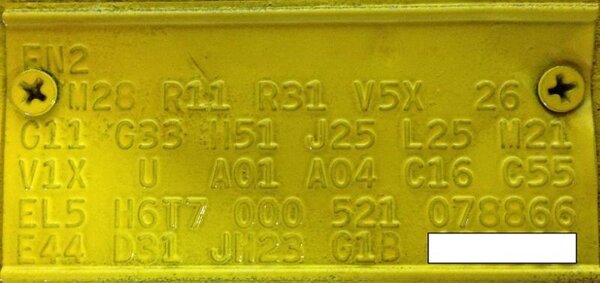 EN2
M28 R11 R31 V5X 26
G11 G33 H51 J25 L25 M21
V1X U A01 A04 C16 C55
EL5 H6T7 000 521 078866
E44 D31 JH23 G1B